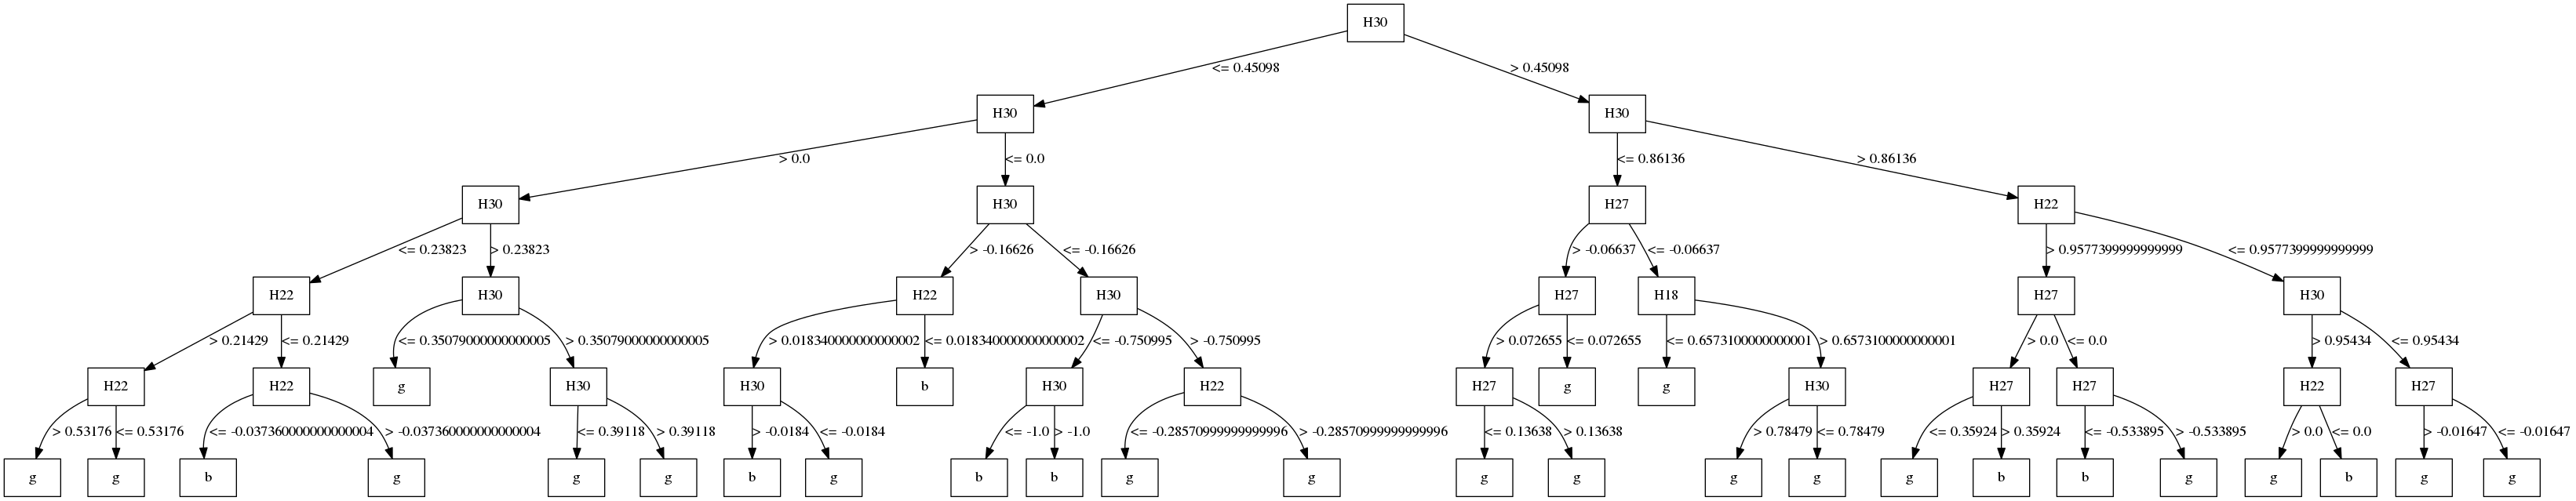 H30
<= 0.45098 > 0.45098
H30 H30
> 0.0 <= 0.0 <= 0.86136 > 0.86136
H30 H30 H27 H22
<= 0.23823 > 0.23823 > -0.16626 <= -0.16626 > -0.06637 <= -0.06637 > 0.9577399999999999 <= 0.9577399999999999
H22 H30 H22 H30 H27 H18 H27 H30
> 0.21429 <= 0.21429 <= 0.35079000000000005 > 0.35079000000000005 > 0.018340000000000002 <= 0.018340000000000002 <= -0.750995 > -0.750995 > 0.072655 <= 0.072655 <= 0.6573100000000001 > 0.6573100000000001 > 0.0 <= 0.0 > 0.95434 <= 0.95434
H22 H22 g H30 H30 b H30 H22 H27 g g H30 H27 H27 H22 H27
> 0.53176 <= 0.53176 <= -0.037360000000000004 > -0.037360000000000004 <= 0.39118 > 0.39118 > -0.0184 <= -0.0184 <= -1.0 > -1.0 <= -0.28570999999999996 > -0.28570999999999996 <= 0.13638 > 0.13638 > 0.78479 <= 0.78479 <= 0.35924 > 0.35924 <= -0.533895 > -0.533895 > 0.0 <= 0.0 > -0.01647 <= -0.01647
g g b g g g b g b b g g g g g g g b b g g b g g